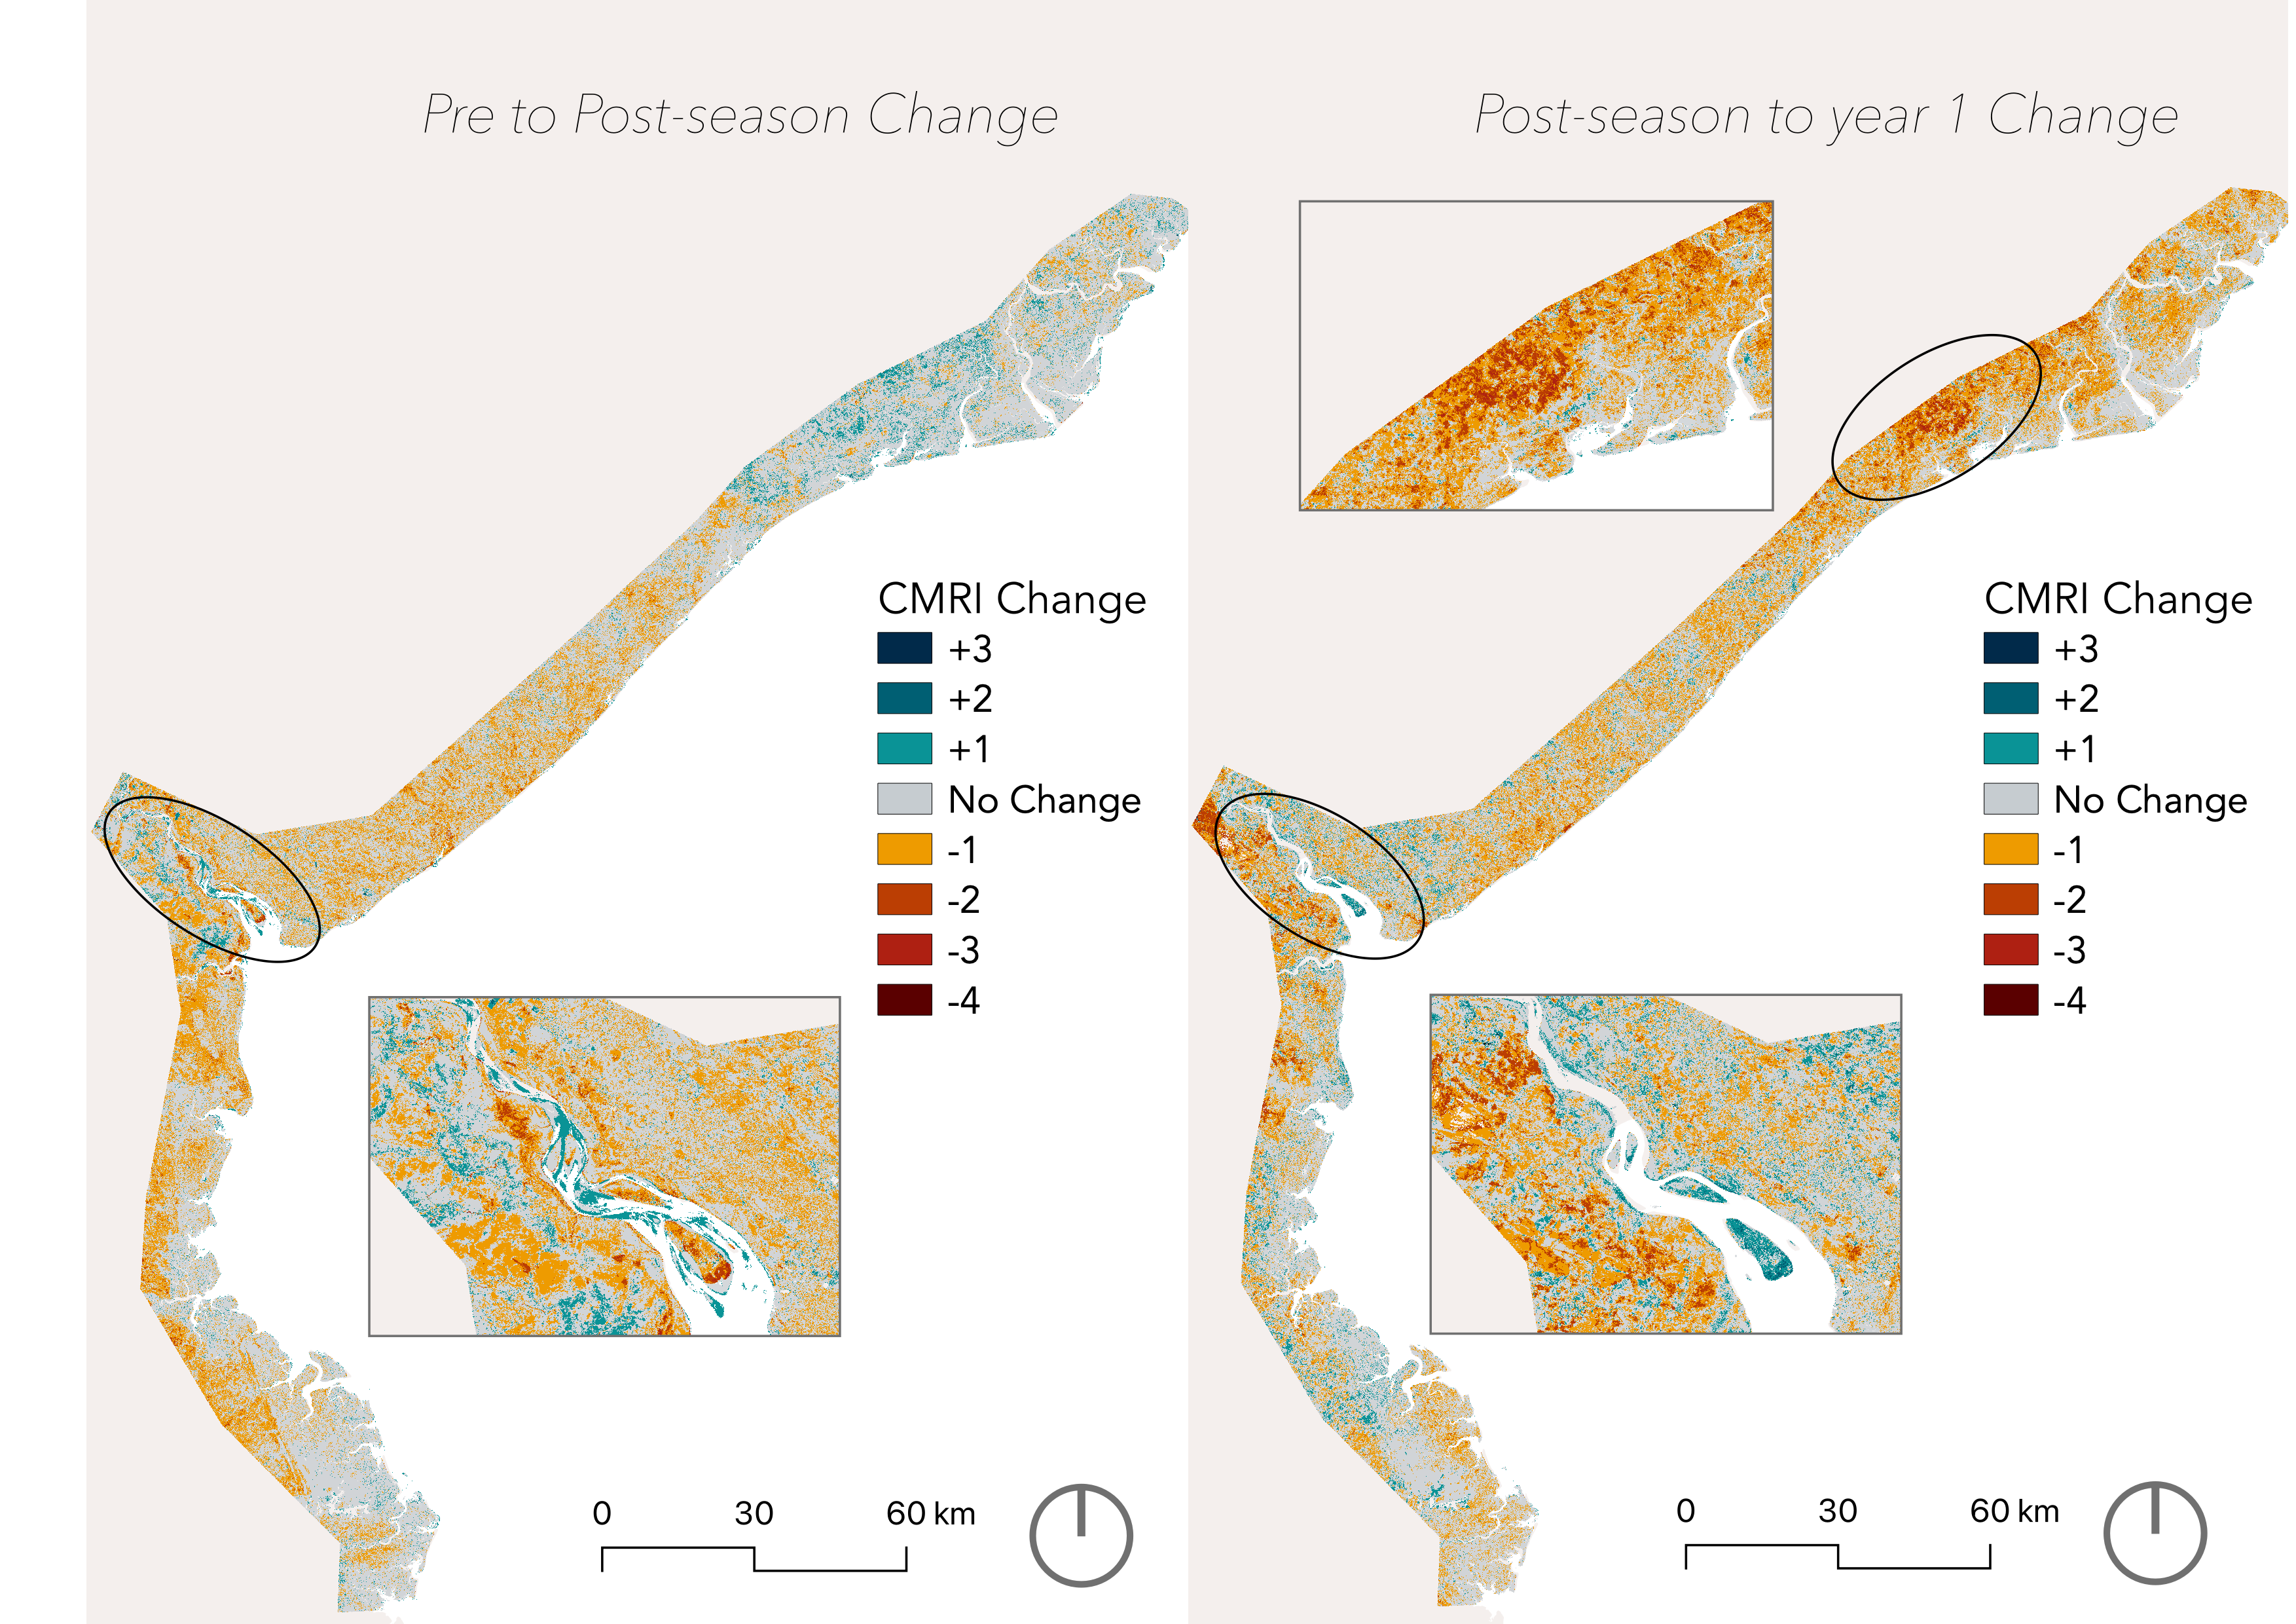 Pre to Post-season Change
CMRI Change
+3
+2
+1
No Change
-1
-2
-3
-4
0 30 60 km
Post-season to year 1 Change
CMRI Change
+3
+2
+1
No Change
-1
-2
-3
-4
0 30 60 km